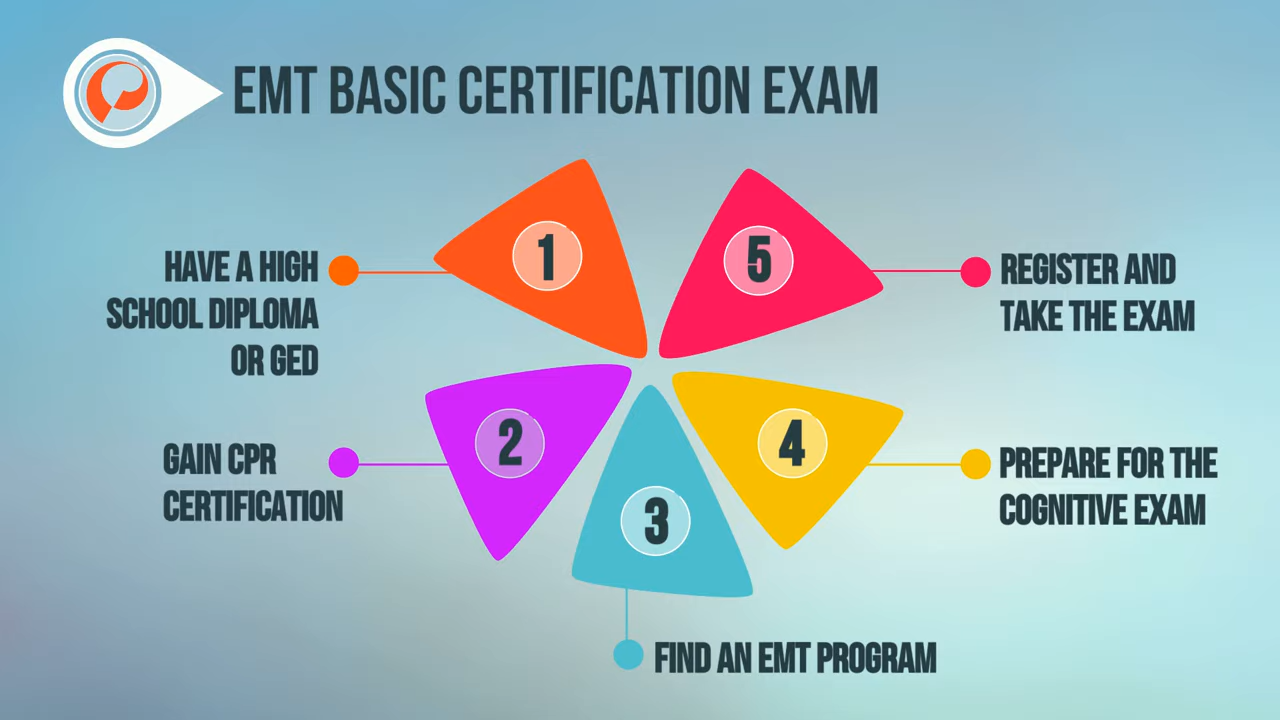 EMT BASIC CERTIFICATION EXAM
1
HAVE A HIGH
SCHOOL DIPLOMA
OR GED
2
GAIN CPR
CERTIFICATION
3
FIND AN EMT PROGRAM
4
PREPARE FOR THE
COGNITIVE EXAM
5
REGISTER AND
TAKE THE EXAM